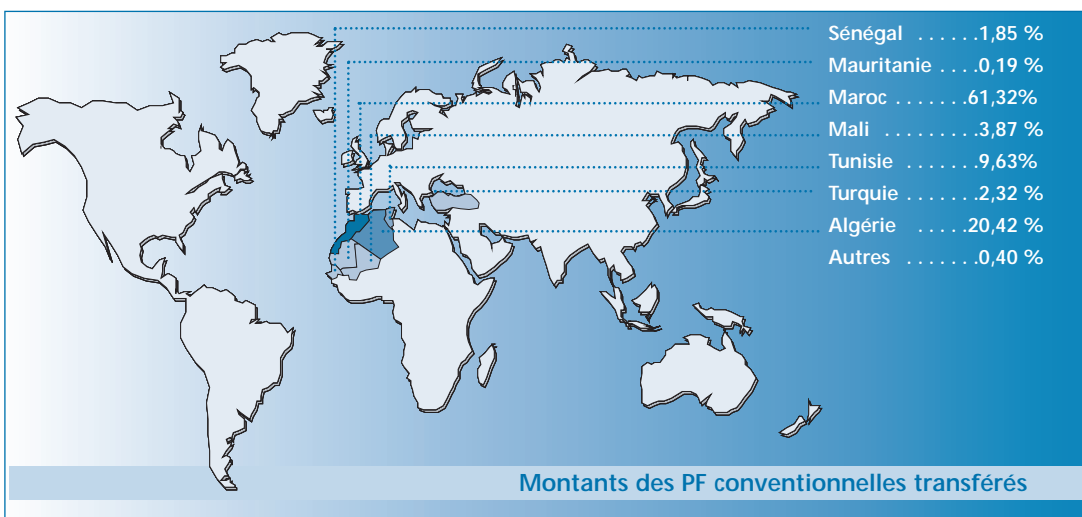 Sénégal ......1,85 %
Mauritanie ....0,19 %
Maroc .......61,32%
Mali ........3,87 %
Tunisie .......9,63%
Turquie .......2,32 %
Algérie .....20,42 %
Autres .......0,40 %
Montants des PF conventionnelles transférés